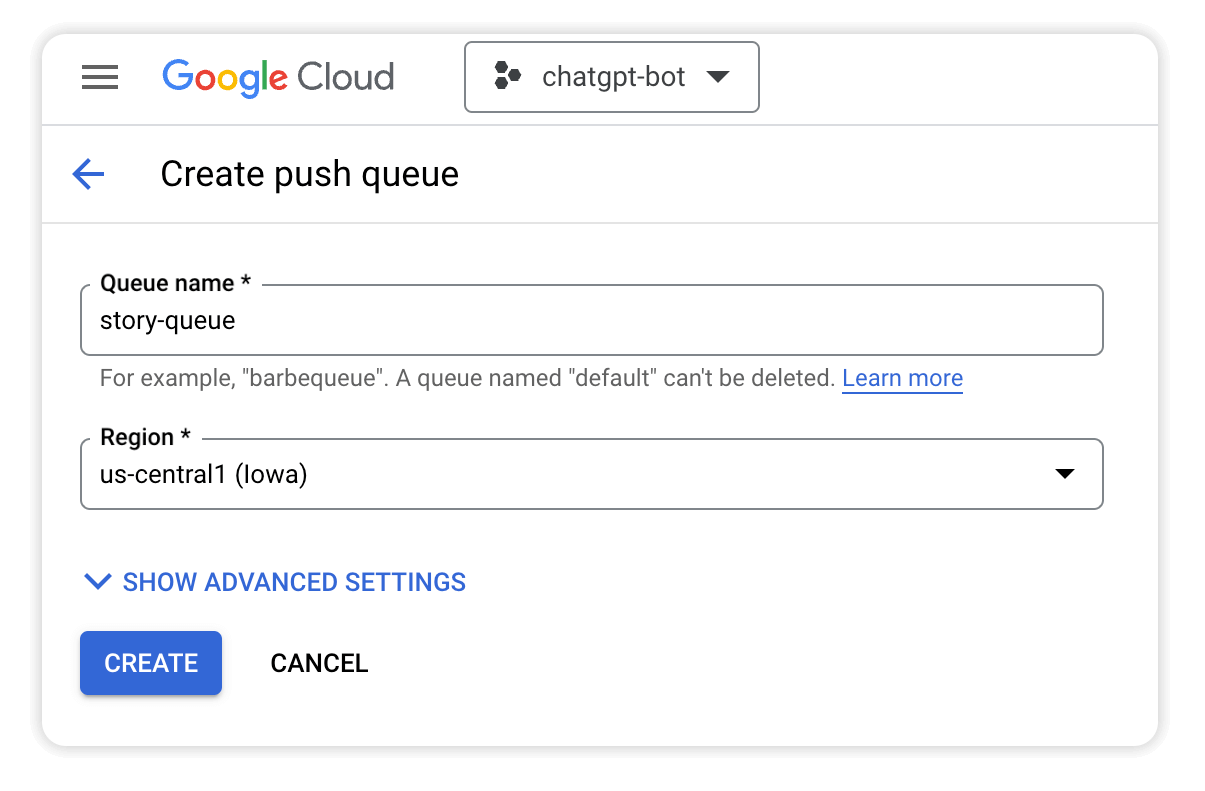 Google Cloud chatgpt-bot
Create push queue
Queue name *
story-queue
For example, "barbequeue". A queue named "default" can't be deleted. Learn more
Region *
us-central1 (Iowa)
SHOW ADVANCED SETTINGS
CREATE CANCEL